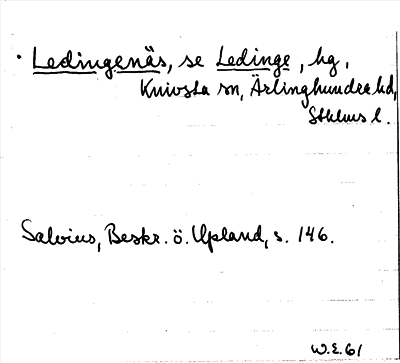 · Ledingenäs, se Ledinge, hg,
Knivsta sn, Ärlinghundra hd,
Sthlms l.
Salvius, Beskr. ö. Upland, s. 146.
W.E. 61